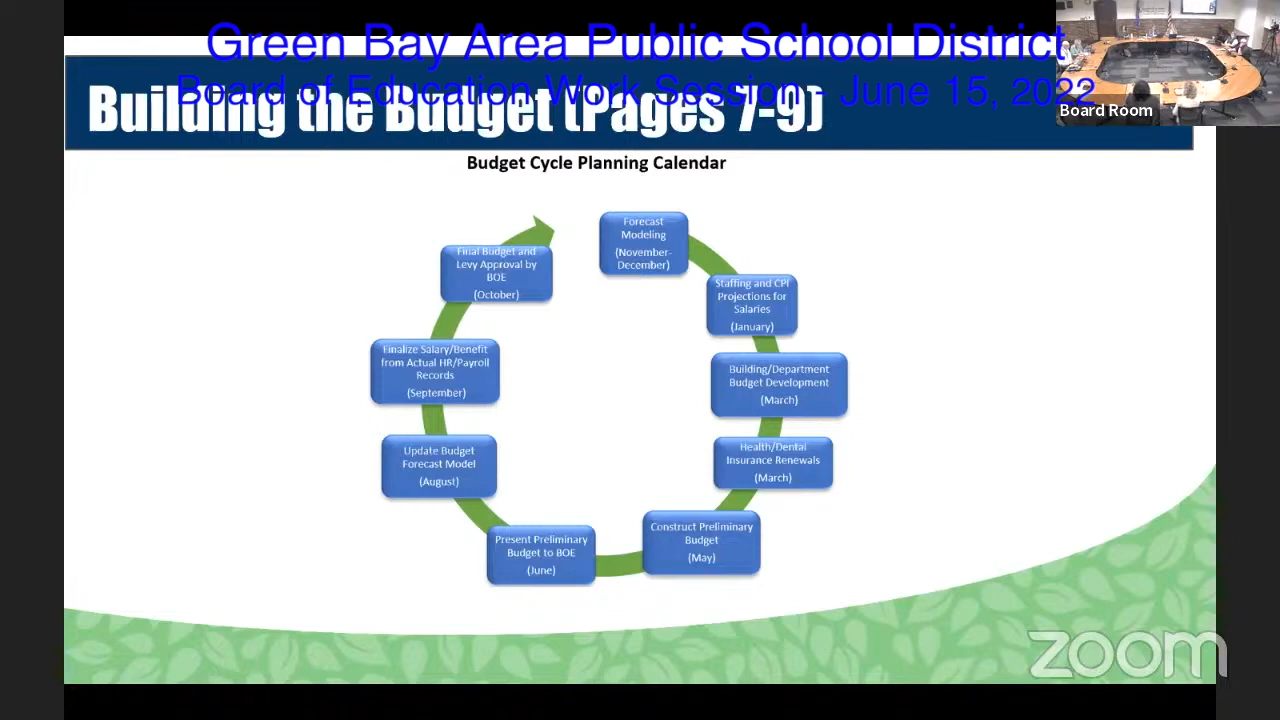 Green Bay Area Public School District
Board of Education Work Session - June 15, 2022
Building the Budget (Pages 7-9)
Board Room
Budget Cycle Planning Calendar
Forecast
Modeling
(November-
December)
Staffing and CPI
Projections for
Salaries
(January)
Building/Department
Budget Development
(March)
Health/Dental
Insurance Renewals
(March)
Construct Preliminary
Budget
(May)
Present Preliminary
Budget to BOE
(June)
Update Budget
Forecast Model
(August)
Finalize Salary/Benefit
from Actual HR/Payroll
Records
(September)
Final Budget and
Levy Approval by
BOE
(October)
zoom